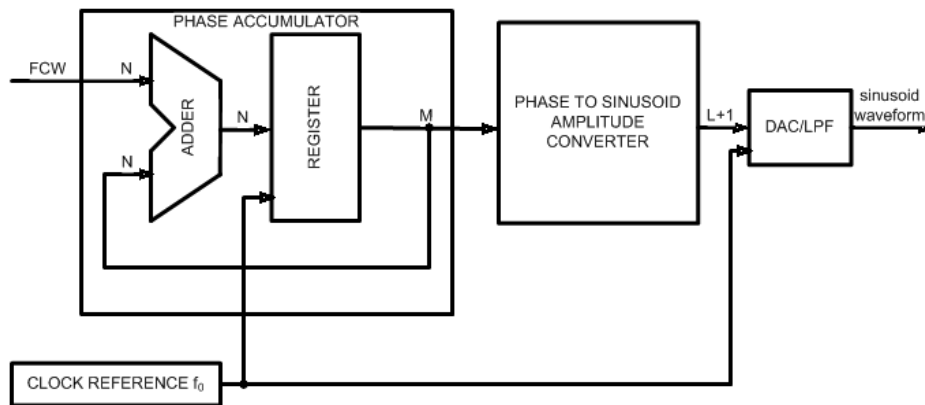 PHASE ACCUMULATOR
FCW
N
N
N
ADDER
REGISTER
M
PHASE TO SINUSOID
AMPLITUDE
CONVERTER
L+1
DAC/LPF
sinusoid
waveform
CLOCK REFERENCE f₀